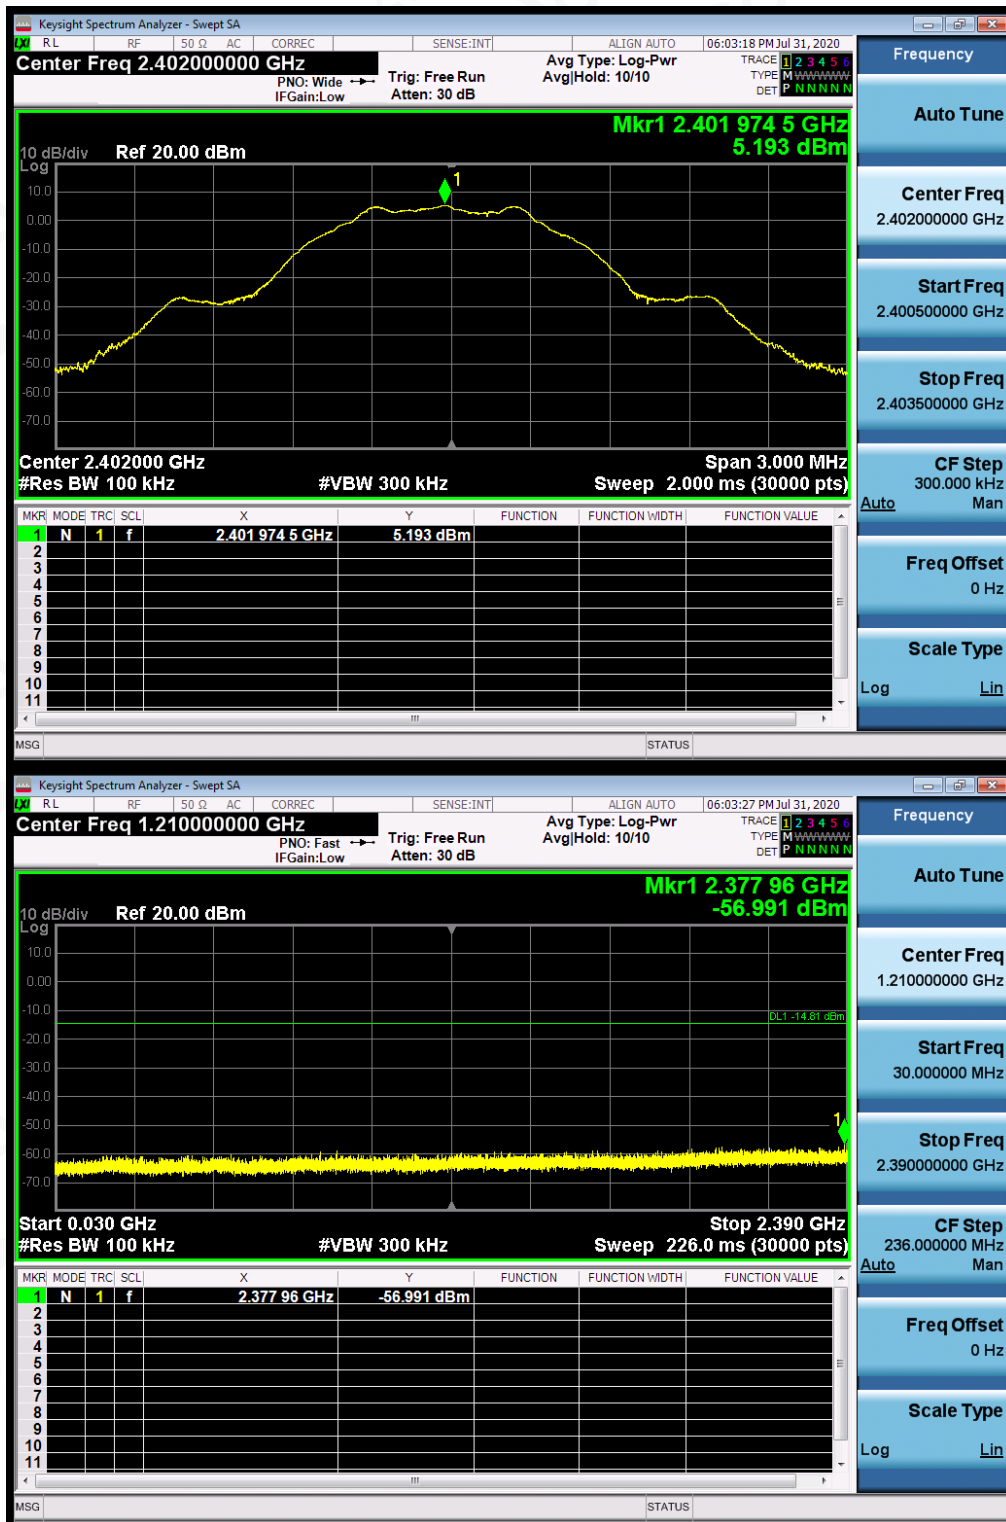 Keysight Spectrum Analyzer - Swept SA
LXI RL RF 50 Ω AC CORREC SENSE:INT ALIGN AUTO 06:03:18 PM Jul 31, 2020
Center Freq 2.402000000 GHz
PNO: Wide
IFGain:Low
Trig: Free Run
Atten: 30 dB
Avg Type: Log-Pwr
Avg|Hold: 10/10
TRACE 1 2 3 4 5 6
TYPE M WWWWW
DET P N N N N N
Mkr1 2.401 974 5 GHz
5.193 dBm
10 dB/div Ref 20.00 dBm
Log
1
10.0
0.00
-10.0
-20.0
-30.0
-40.0
-50.0
-60.0
-70.0
Center 2.402000 GHz Span 3.000 MHz
#Res BW 100 kHz #VBW 300 kHz Sweep 2.000 ms (30000 pts)
MKR MODE TRC SCL X Y FUNCTION FUNCTION WIDTH FUNCTION VALUE
1 N 1 f 2.401 974 5 GHz 5.193 dBm
2
3
4
5
6
7
8
9
10
11
MSG STATUS
Frequency
Auto Tune
Center Freq
2.402000000 GHz
Start Freq
2.400500000 GHz
Stop Freq
2.403500000 GHz
CF Step
300.000 kHz
Auto Man
Freq Offset
0 Hz
Scale Type
Log Lin
Keysight Spectrum Analyzer - Swept SA
LXI RL RF 50 Ω AC CORREC SENSE:INT ALIGN AUTO 06:03:27 PM Jul 31, 2020
Center Freq 1.210000000 GHz
PNO: Fast
IFGain:Low
Trig: Free Run
Atten: 30 dB
Avg Type: Log-Pwr
Avg|Hold: 10/10
TRACE 1 2 3 4 5 6
TYPE M WWWWW
DET P N N N N N
Mkr1 2.377 96 GHz
-56.991 dBm
10 dB/div Ref 20.00 dBm
Log
10.0
0.00
-10.0
DL1 -14.81 dBm
-20.0
-30.0
-40.0
-50.0
1
-60.0
-70.0
Start 0.030 GHz Stop 2.390 GHz
#Res BW 100 kHz #VBW 300 kHz Sweep 226.0 ms (30000 pts)
MKR MODE TRC SCL X Y FUNCTION FUNCTION WIDTH FUNCTION VALUE
1 N 1 f 2.377 96 GHz -56.991 dBm
2
3
4
5
6
7
8
9
10
11
MSG STATUS
Frequency
Auto Tune
Center Freq
1.210000000 GHz
Start Freq
30.000000 MHz
Stop Freq
2.390000000 GHz
CF Step
236.000000 MHz
Auto Man
Freq Offset
0 Hz
Scale Type
Log Lin